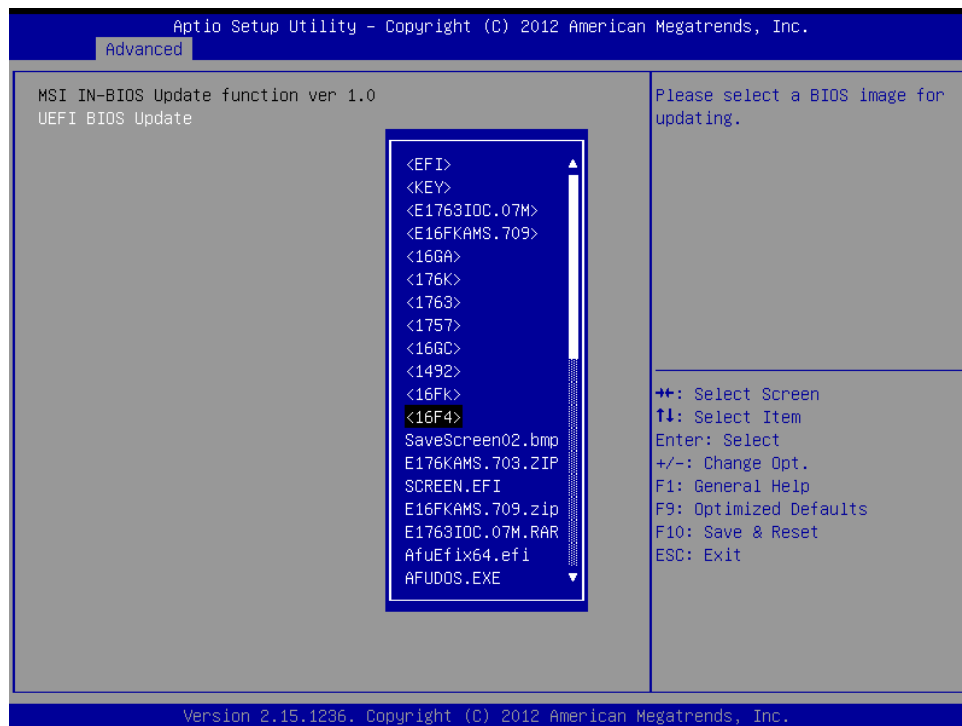 Aptio Setup Utility – Copyright (C) 2012 American Megatrends, Inc.
Advanced
MSI IN-BIOS Update function ver 1.0
UEFI BIOS Update
<EFI>
<KEY>
<E1763IOC.07M>
<E16FKAMS.709>
<16GA>
<176K>
<1763>
<1757>
<16GC>
<1492>
<16Fk>
<16F4>
SaveScreen02.bmp
E176KAMS.703.ZIP
SCREEN.EFI
E16FKAMS.709.zip
E1763IOC.07M.RAR
AfuEfix64.efi
AFUDOS.EXE
Please select a BIOS image for
updating.
→←: Select Screen
↑↓: Select Item
Enter: Select
+/-: Change Opt.
F1: General Help
F9: Optimized Defaults
F10: Save & Reset
ESC: Exit
Version 2.15.1236. Copyright (C) 2012 American Megatrends, Inc.